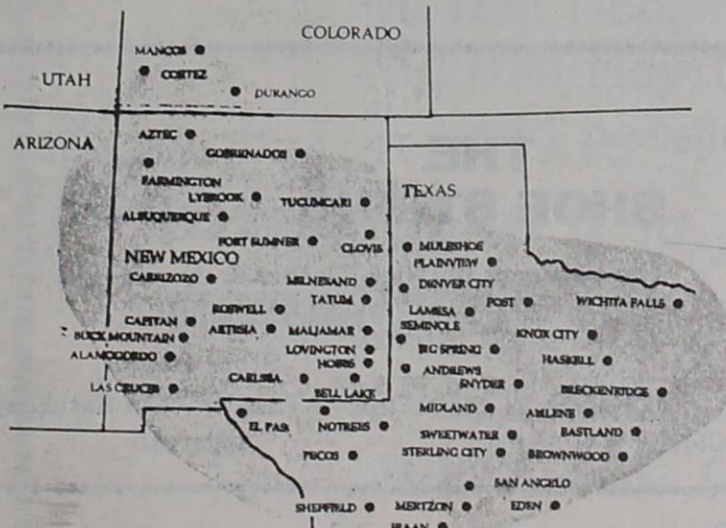 COLORADO
MANCOS
CORTEZ
UTAH
DURANGO
ARIZONA
AZTEC
GOBERNADOR
FARMINGTON
LYBROOK
TUCUMCARI
TEXAS
ALBUQUERQUE
FORT SUMNER
CLOVIS
MULESHOE
PLAINVIEW
NEW MEXICO
CARRIZOZO
MILNESAND
DENVER CITY
TATUM
POST
WICHITA FALLS
ROSWELL
LAMESA
CAPITAN
ARTESIA
MALJAMAR
SEMINOLE
BUCK MOUNTAIN
KNOX CITY
LOVINGTON
BIG SPRING
ALAMOGORDO
HOBBS
HASKELL
ANDREWS
CARLSBA
SNYDER
LAS CRUCES
BELL LAKE
BRECKENRIDGE
MIDLAND
ABILENE
EL PAS
NOTREES
SWEETWATER
EASTLAND
PECOS
STERLING CITY
BROWNWOOD
SAN ANGELO
SHEFFIELD
MERTZON
EDEN
IRAAN